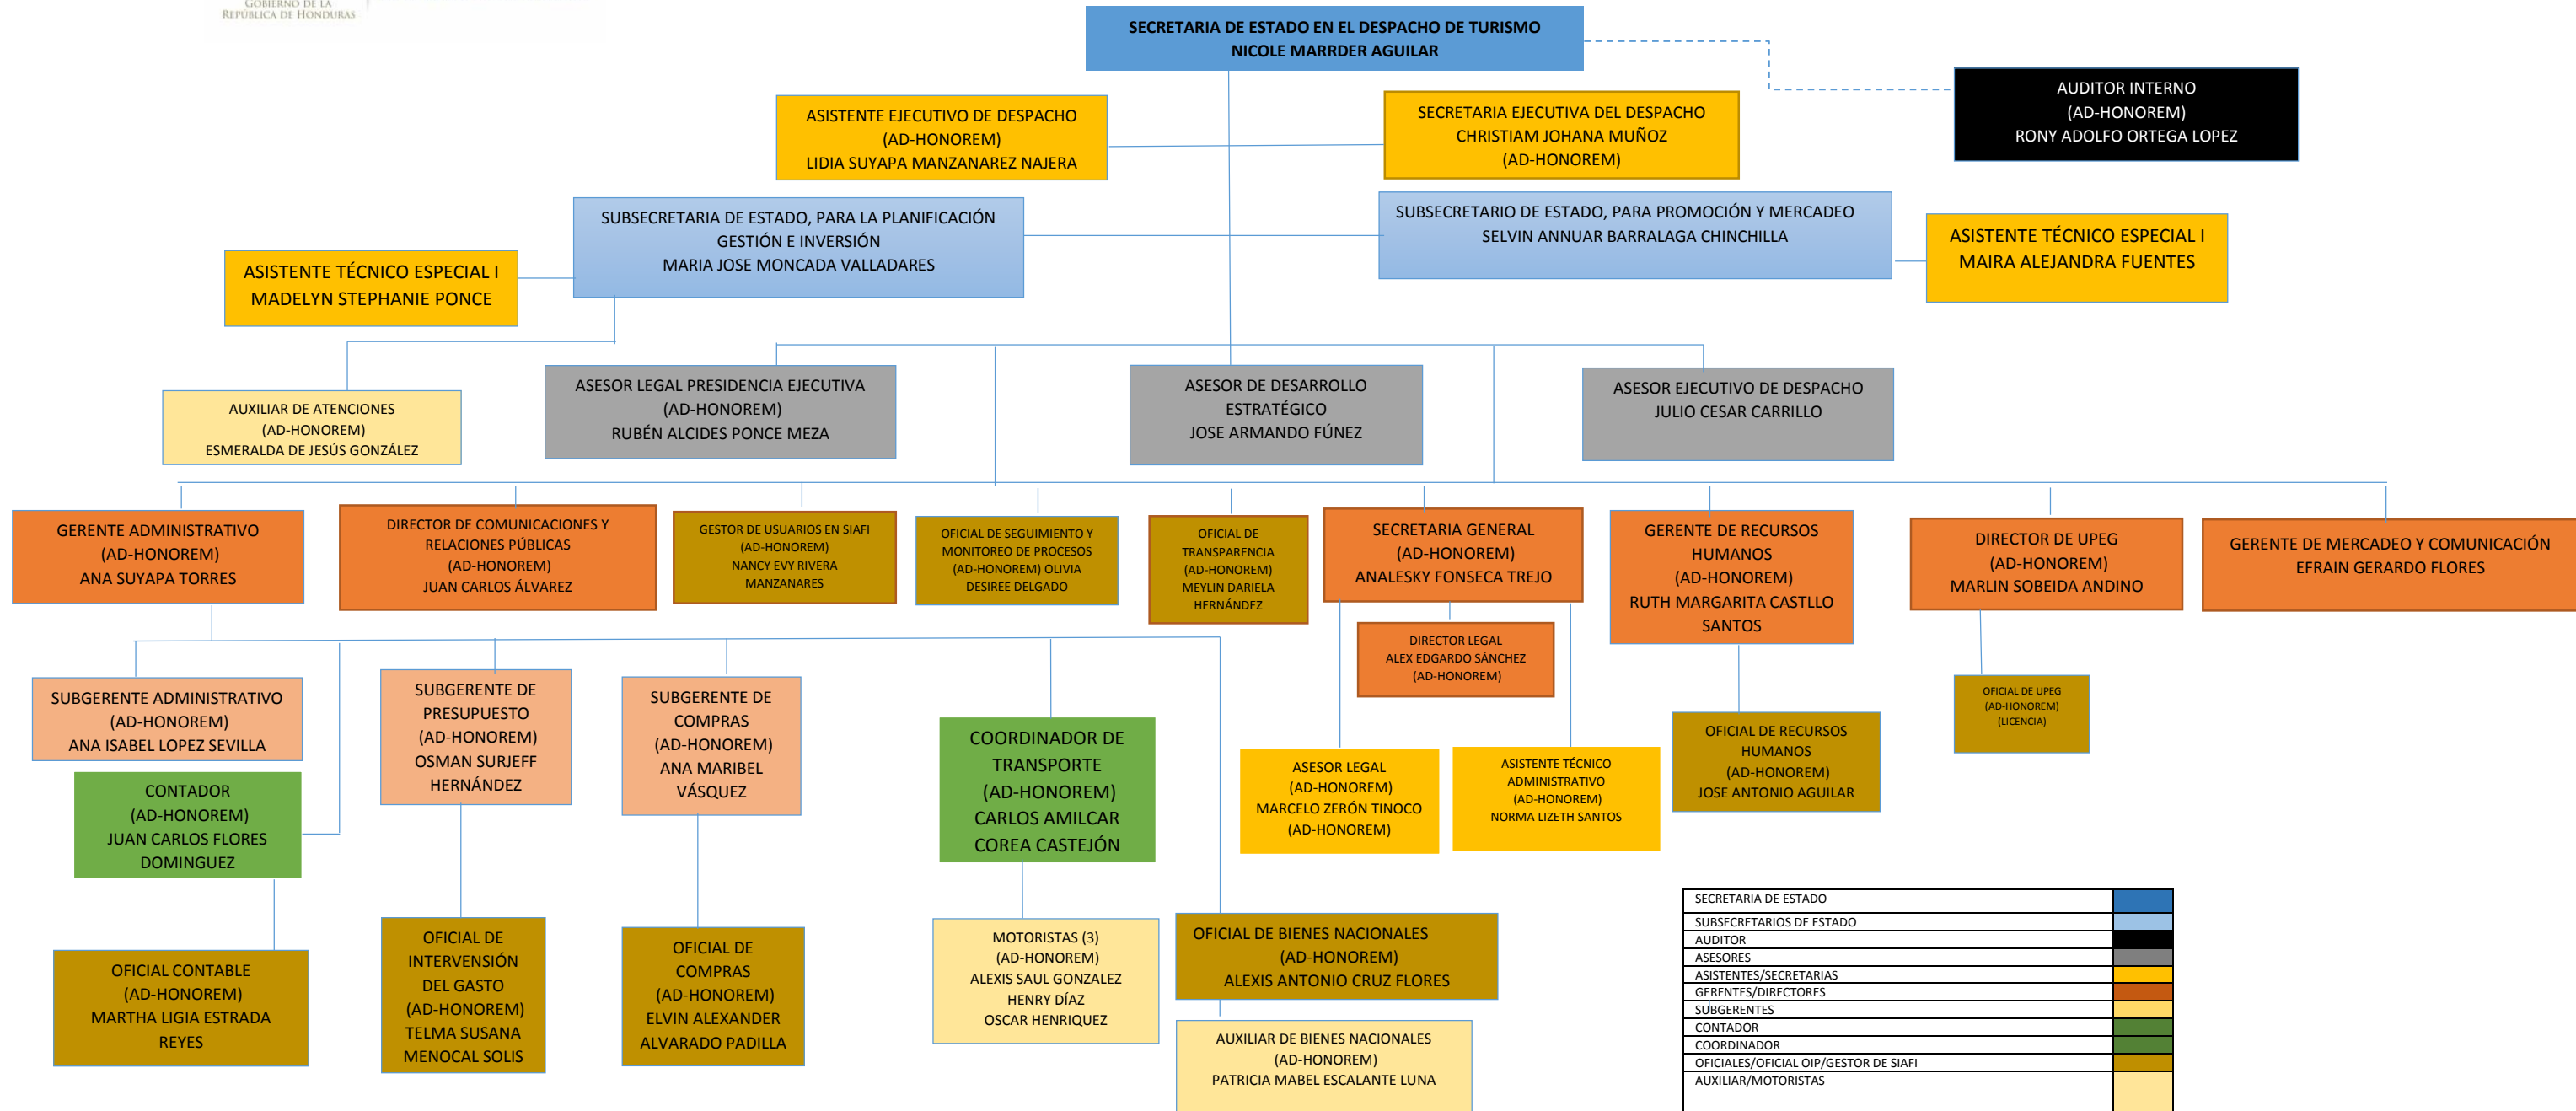 GOBIERNO DE LA
REPÚBLICA DE HONDURAS
SECRETARIA DE ESTADO EN EL DESPACHO DE TURISMO
NICOLE MARRDER AGUILAR
AUDITOR INTERNO
(AD-HONOREM)
RONY ADOLFO ORTEGA LOPEZ
ASISTENTE EJECUTIVO DE DESPACHO
(AD-HONOREM)
LIDIA SUYAPA MANZANAREZ NAJERA
SECRETARIA EJECUTIVA DEL DESPACHO
CHRISTIAM JOHANA MUÑOZ
(AD-HONOREM)
SUBSECRETARIA DE ESTADO, PARA LA PLANIFICACIÓN
GESTIÓN E INVERSIÓN
MARIA JOSE MONCADA VALLADARES
SUBSECRETARIO DE ESTADO, PARA PROMOCIÓN Y MERCADEO
SELVIN ANNUAR BARRALAGA CHINCHILLA
ASISTENTE TÉCNICO ESPECIAL I
MAIRA ALEJANDRA FUENTES
ASISTENTE TÉCNICO ESPECIAL I
MADELYN STEPHANIE PONCE
AUXILIAR DE ATENCIONES
(AD-HONOREM)
ESMERALDA DE JESÚS GONZÁLEZ
ASESOR LEGAL PRESIDENCIA EJECUTIVA
(AD-HONOREM)
RUBÉN ALCIDES PONCE MEZA
ASESOR DE DESARROLLO
ESTRATÉGICO
JOSE ARMANDO FÚNEZ
ASESOR EJECUTIVO DE DESPACHO
JULIO CESAR CARRILLO
GERENTE ADMINISTRATIVO
(AD-HONOREM)
ANA SUYAPA TORRES
DIRECTOR DE COMUNICACIONES Y
RELACIONES PÚBLICAS
(AD-HONOREM)
JUAN CARLOS ÁLVAREZ
GESTOR DE USUARIOS EN SIAFI
(AD-HONOREM)
NANCY EVY RIVERA
MANZANARES
OFICIAL DE SEGUIMIENTO Y
MONITOREO DE PROCESOS
(AD-HONOREM) OLIVIA
DESIREE DELGADO
OFICIAL DE
TRANSPARENCIA
(AD-HONOREM)
MEYLIN DARIELA
HERNÁNDEZ
SECRETARIA GENERAL
(AD-HONOREM)
ANALESKY FONSECA TREJO
GERENTE DE RECURSOS
HUMANOS
(AD-HONOREM)
RUTH MARGARITA CASTLLO
SANTOS
DIRECTOR DE UPEG
(AD-HONOREM)
MARLIN SOBEIDA ANDINO
GERENTE DE MERCADEO Y COMUNICACIÓN
EFRAIN GERARDO FLORES
DIRECTOR LEGAL
ALEX EDGARDO SÁNCHEZ
(AD-HONOREM)
SUBGERENTE ADMINISTRATIVO
(AD-HONOREM)
ANA ISABEL LOPEZ SEVILLA
SUBGERENTE DE
PRESUPUESTO
(AD-HONOREM)
OSMAN SURJEFF
HERNÁNDEZ
SUBGERENTE DE
COMPRAS
(AD-HONOREM)
ANA MARIBEL
VÁSQUEZ
COORDINADOR DE
TRANSPORTE
(AD-HONOREM)
CARLOS AMILCAR
COREA CASTEJÓN
ASESOR LEGAL
(AD-HONOREM)
MARCELO ZERÓN TINOCO
(AD-HONOREM)
ASISTENTE TÉCNICO
ADMINISTRATIVO
(AD-HONOREM)
NORMA LIZETH SANTOS
OFICIAL DE RECURSOS
HUMANOS
(AD-HONOREM)
JOSE ANTONIO AGUILAR
OFICIAL DE UPEG
(AD-HONOREM)
(LICENCIA)
CONTADOR
(AD-HONOREM)
JUAN CARLOS FLORES
DOMINGUEZ
OFICIAL CONTABLE
(AD-HONOREM)
MARTHA LIGIA ESTRADA
REYES
OFICIAL DE
INTERVENSIÓN
DEL GASTO
(AD-HONOREM)
TELMA SUSANA
MENOCAL SOLIS
OFICIAL DE
COMPRAS
(AD-HONOREM)
ELVIN ALEXANDER
ALVARADO PADILLA
MOTORISTAS (3)
(AD-HONOREM)
ALEXIS SAUL GONZALEZ
HENRY DÍAZ
OSCAR HENRIQUEZ
OFICIAL DE BIENES NACIONALES
(AD-HONOREM)
ALEXIS ANTONIO CRUZ FLORES
AUXILIAR DE BIENES NACIONALES
(AD-HONOREM)
PATRICIA MABEL ESCALANTE LUNA
SECRETARIA DE ESTADO
SUBSECRETARIOS DE ESTADO
AUDITOR
ASESORES
ASISTENTES/SECRETARIAS
GERENTES/DIRECTORES
SUBGERENTES
CONTADOR
COORDINADOR
OFICIALES/OFICIAL OIP/GESTOR DE SIAFI
AUXILIAR/MOTORISTAS